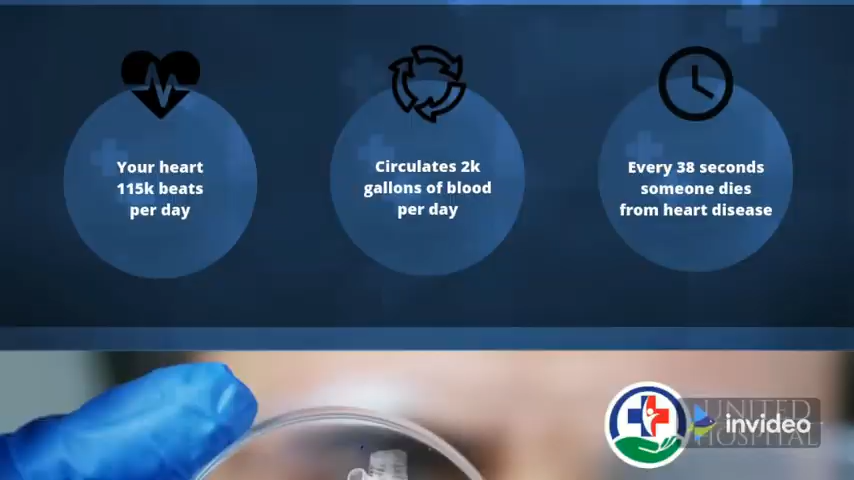 Your heart
115k beats
per day
Circulates 2k
gallons of blood
per day
Every 38 seconds
someone dies
from heart disease
UNITED
HOSPITAL
invideo